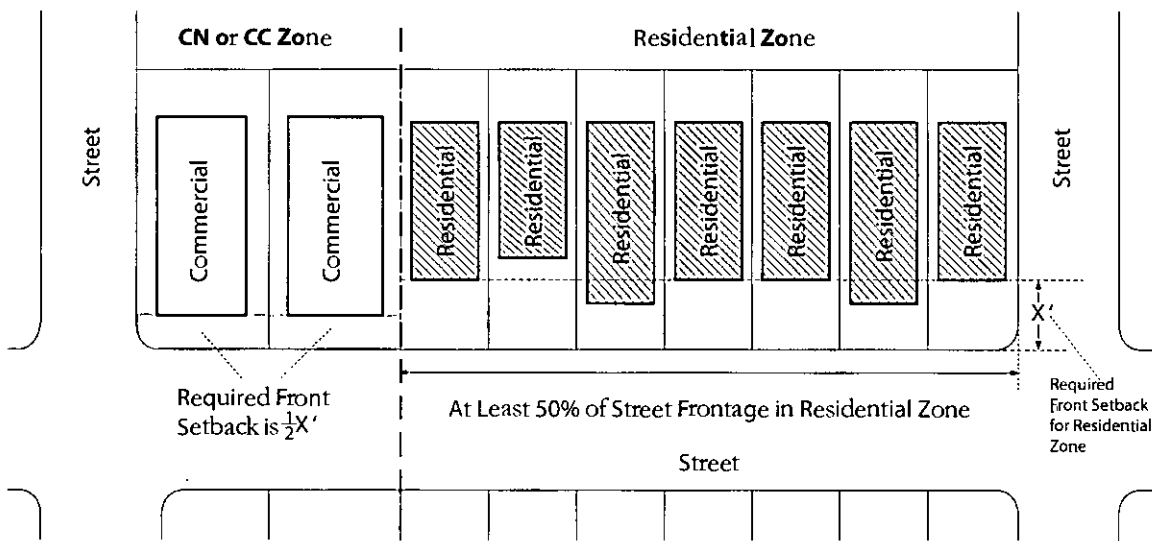 CN or CC Zone
Residential Zone
Street
Commercial
Commercial
Residential
Residential
Residential
Residential
Residential
Residential
Residential
Street
X'
Required Front
Setback is ½X'
At Least 50% of Street Frontage in Residential Zone
Required
Front Setback
for Residential
Zone
Street